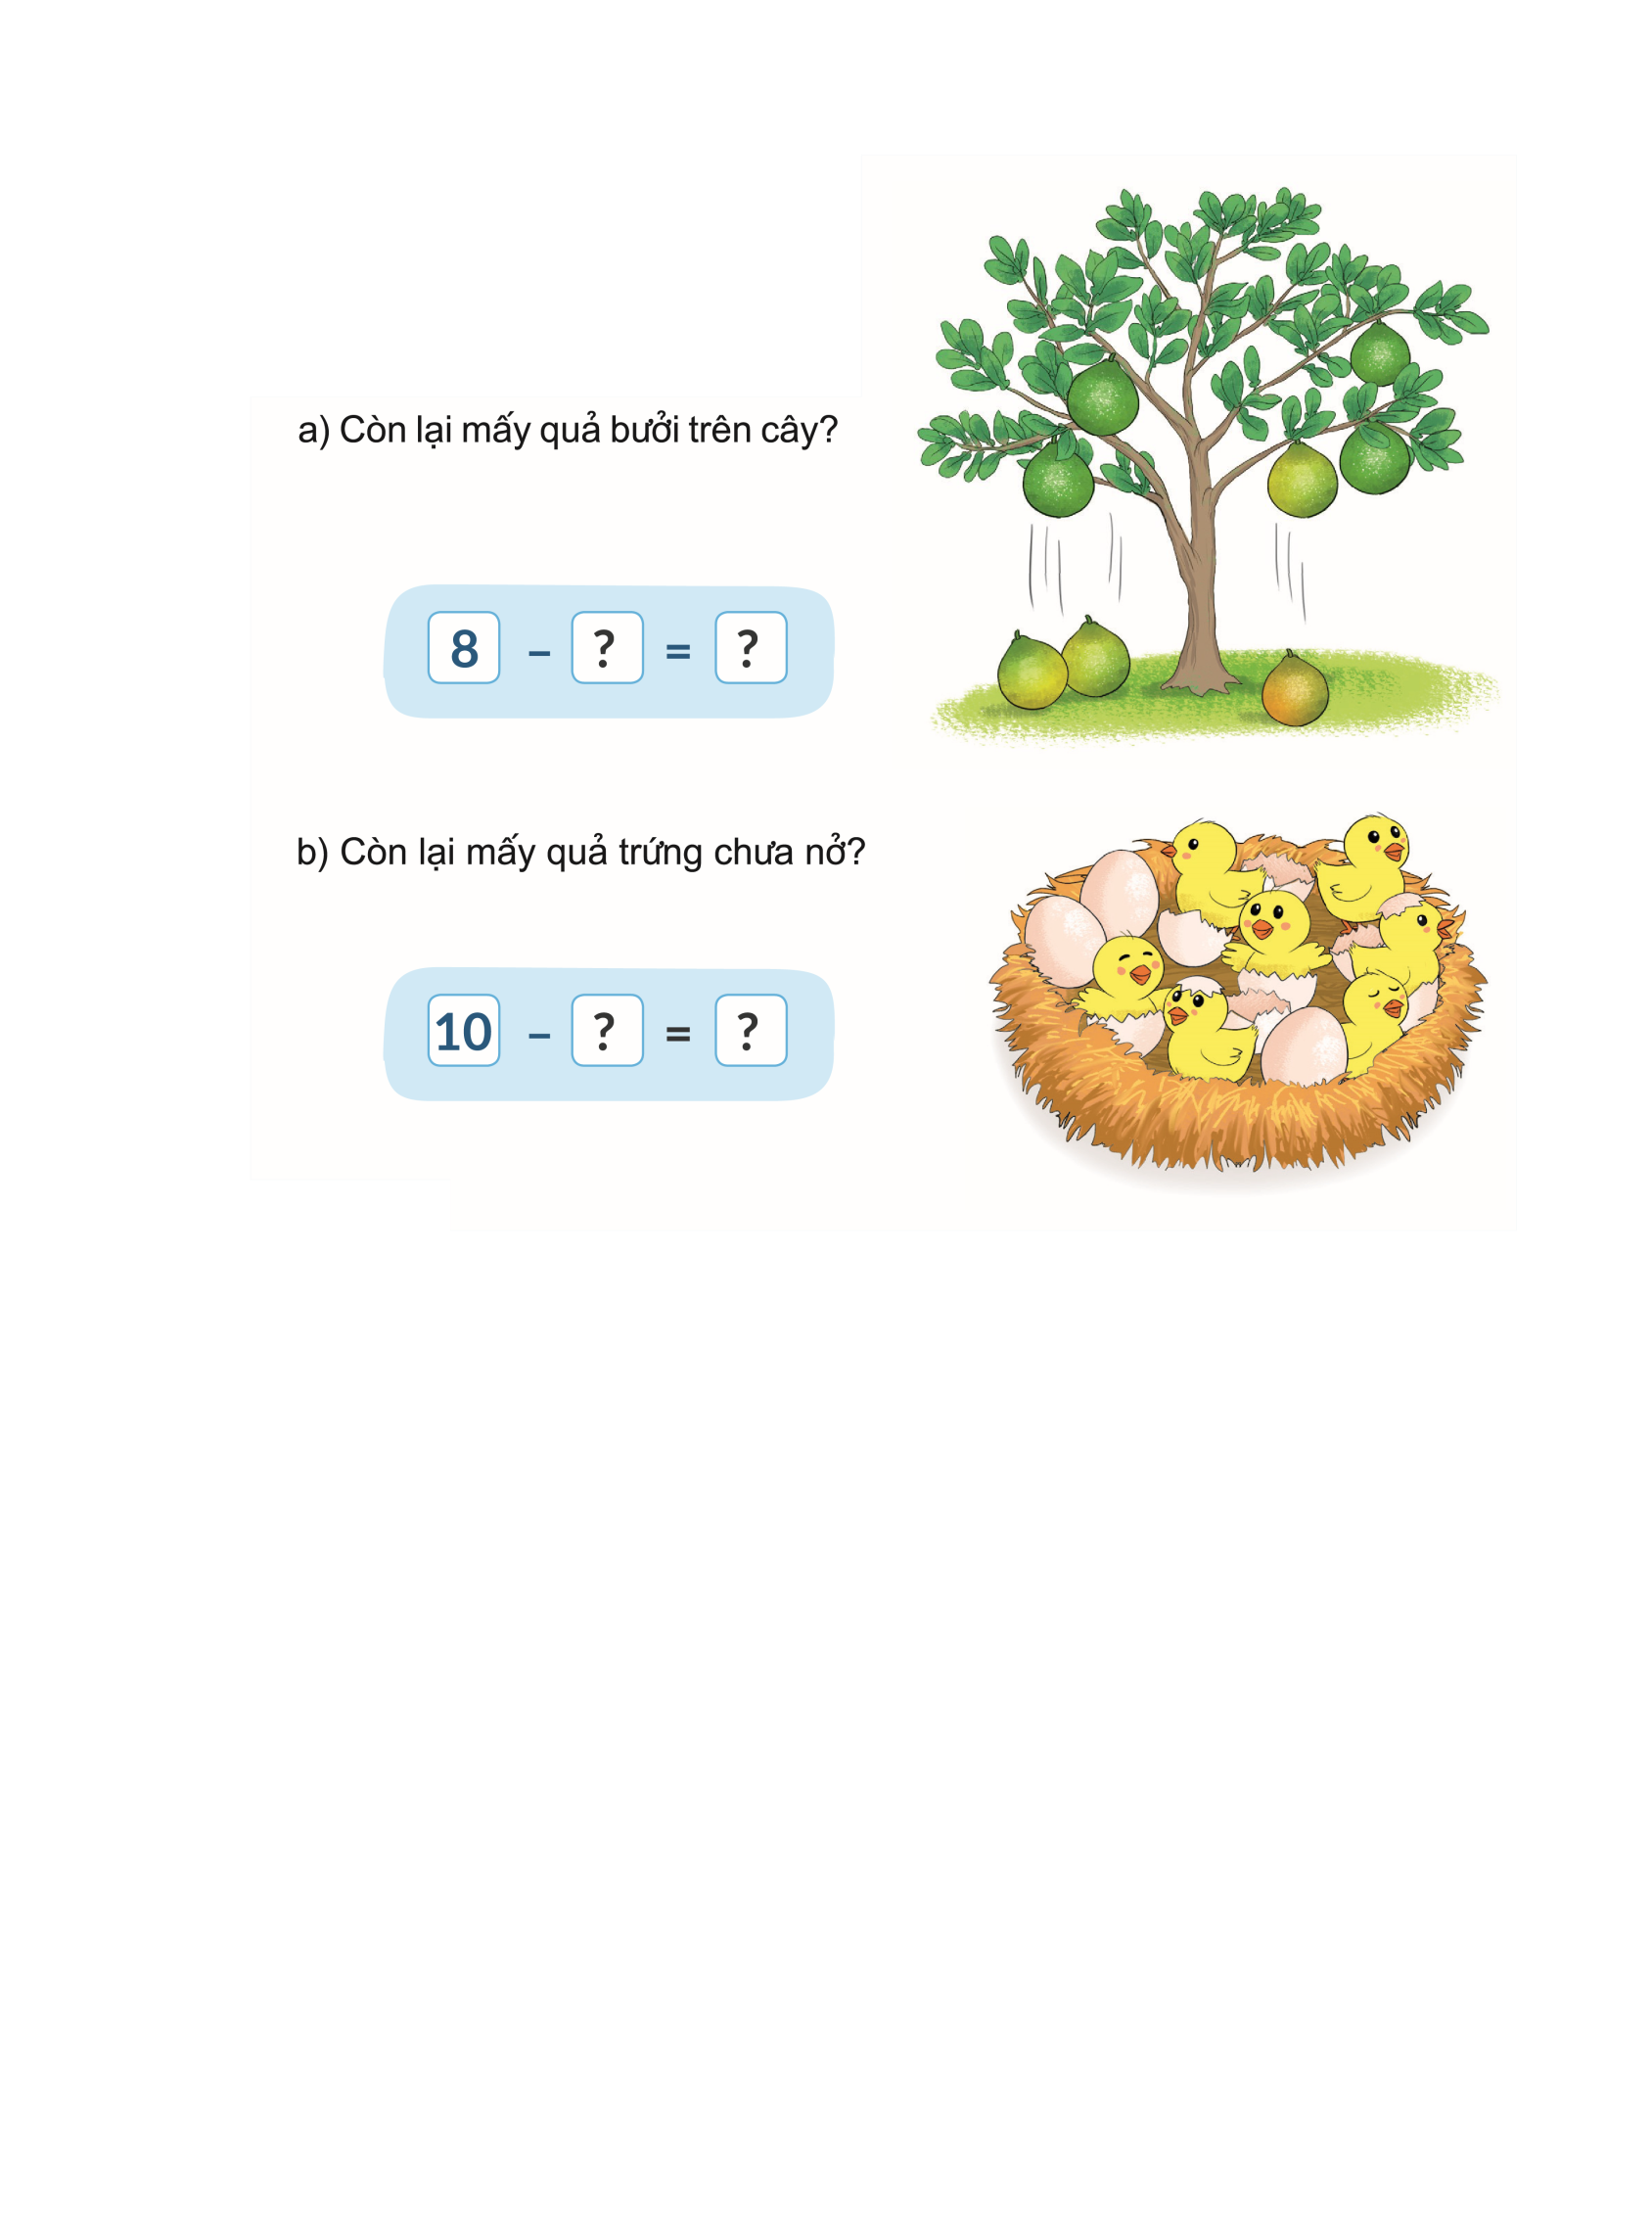 a) Còn lại mấy quả bưởi trên cây?
8 – ? = ?
b) Còn lại mấy quả trứng chưa nở?
10 – ? = ?